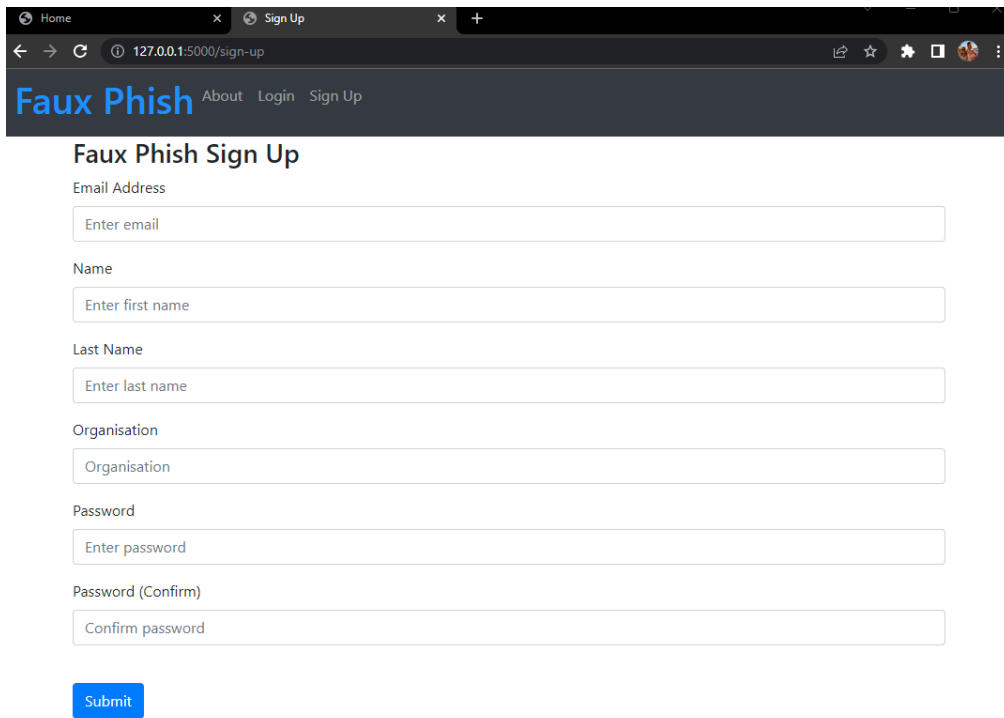 Home
Sign Up
127.0.0.1:5000/sign-up
Faux Phish About Login Sign Up
Faux Phish Sign Up
Email Address
Enter email
Name
Enter first name
Last Name
Enter last name
Organisation
Organisation
Password
Enter password
Password (Confirm)
Confirm password
Submit